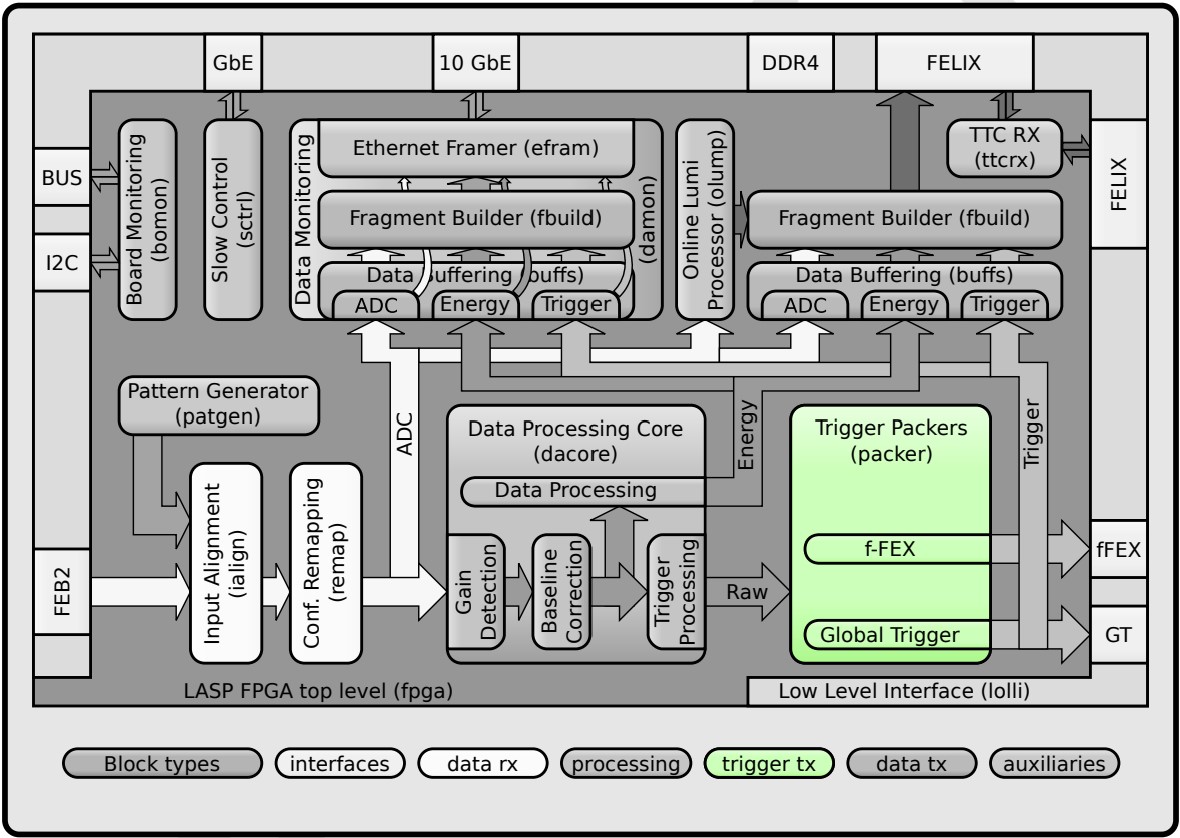 GbE
10 GbE
DDR4
FELIX
BUS
I2C
FEB2
FELIX
fFEX
GT
Board Monitoring
(bomon)
Slow Control
(sctrl)
Data Monitoring
(damon)
Ethernet Framer (efram)
Fragment Builder (fbuild)
Data Buffering (buffs)
ADC
Energy
Trigger
Online Lumi
Processor (olump)
TTC RX
(ttcrx)
Fragment Builder (fbuild)
Data Buffering (buffs)
ADC
Energy
Trigger
Pattern Generator
(patgen)
ADC
Input Alignment
(ialign)
Conf. Remapping
(remap)
Data Processing Core
(dacore)
Data Processing
Gain
Detection
Baseline
Correction
Trigger
Processing
Energy
Raw
Trigger Packers
(packer)
f-FEX
Global Trigger
Trigger
LASP FPGA top level (fpga)
Low Level Interface (lolli)
Block types
interfaces
data rx
processing
trigger tx
data tx
auxiliaries